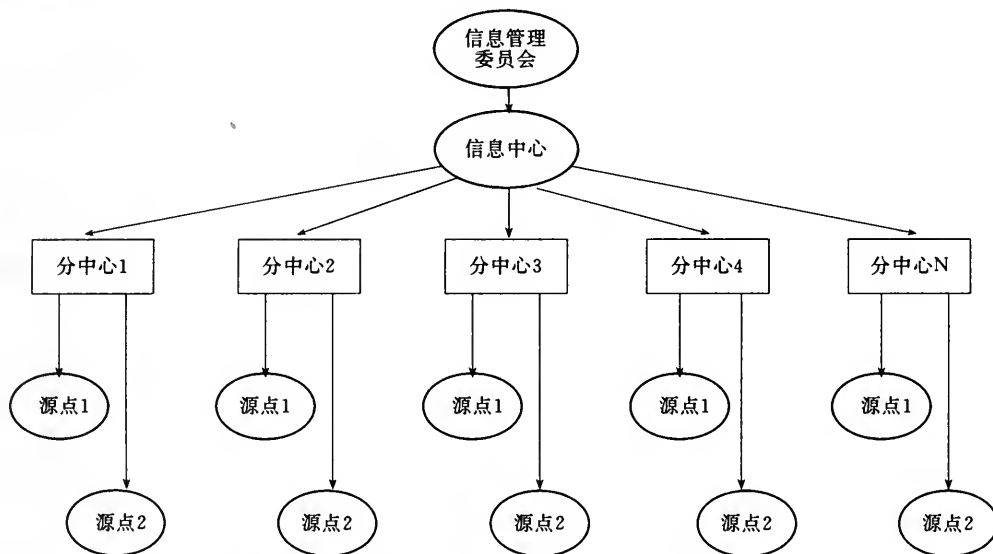 信息管理
委员会
信息中心
分中心1
分中心2
分中心3
分中心4
分中心N
源点1
源点1
源点1
源点1
源点1
源点2
源点2
源点2
源点2
源点2